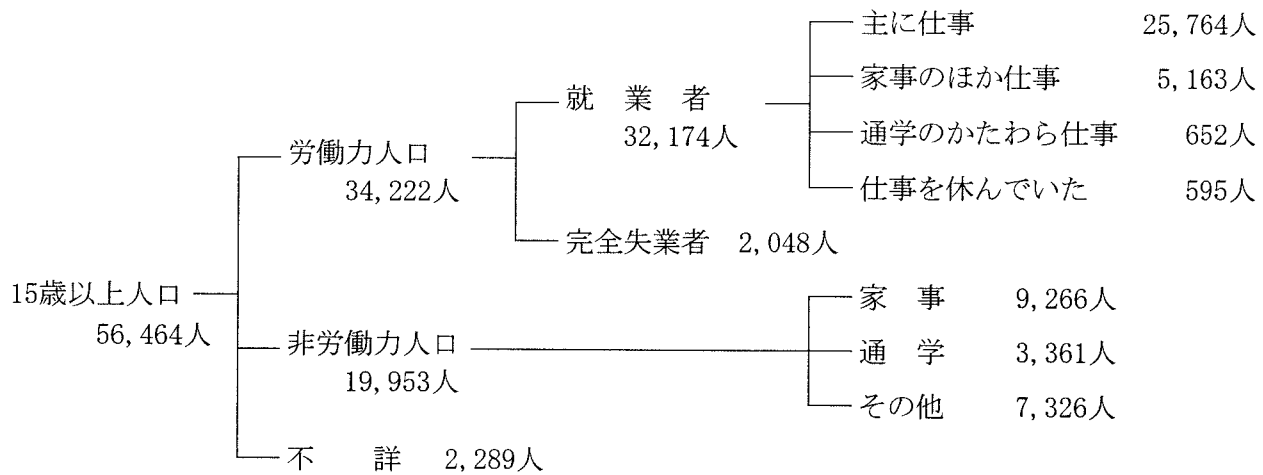 主に仕事 25,764人
家事のほか仕事 5,163人
就 業 者
32,174人
通学のかたわら仕事 652人
労働力人口
34,222人
仕事を休んでいた 595人
完全失業者 2,048人
15歳以上人口
56,464人
家 事 9,266人
非労働力人口
19,953人
通 学 3,361人
その他 7,326人
不 詳 2,289人